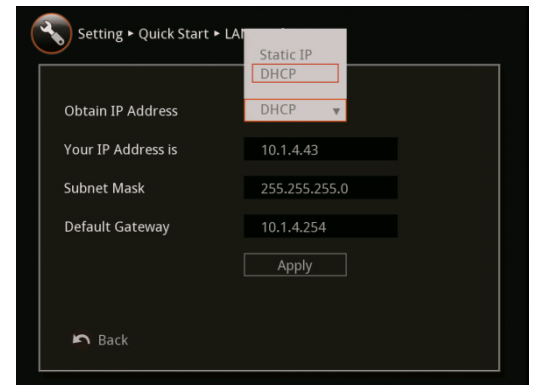 Setting ▸ Quick Start ▸
Static IP
DHCP
Obtain IP Address DHCP ▼
Your IP Address is 10.1.4.43
Subnet Mask 255.255.255.0
Default Gateway 10.1.4.254
Apply
Back